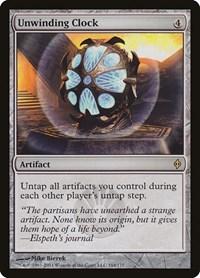 Unwinding Clock 4
Artifact
Untap all artifacts you control during
each other player's untap step.
"The partisans have unearthed a strange
artifact. None know its origin, but it gives
them hope of a life beyond."
—Elspeth's journal
Mike Bierek